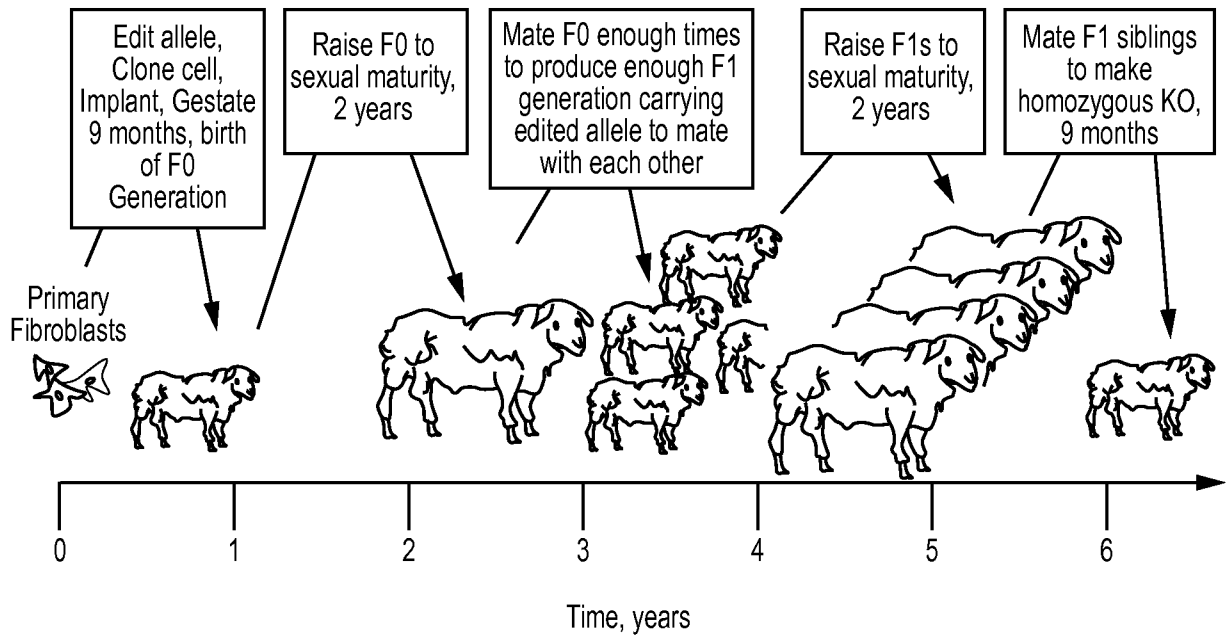 Edit allele,
Clone cell,
Implant, Gestate
9 months, birth
of F0
Generation
Raise F0 to
sexual maturity,
2 years
Mate F0 enough times
to produce enough F1
generation carrying
edited allele to mate
with each other
Raise F1s to
sexual maturity,
2 years
Mate F1 siblings
to make
homozygous KO,
9 months
Primary
Fibroblasts
0 1 2 3 4 5 6
Time, years